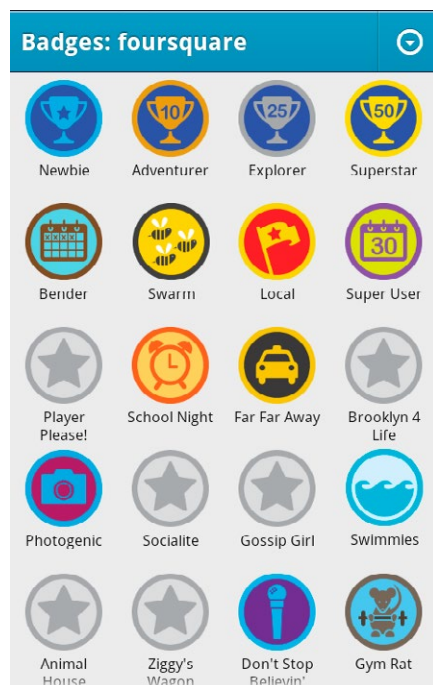 Badges: foursquare
10 25 50
Newbie Adventurer Explorer Superstar
30
Bender Swarm Local Super User
Player School Night Far Far Away Brooklyn 4
Please! Life
Photogenic Socialite Gossip Girl Swimmies
Animal Ziggy's Don't Stop Gym Rat
House Wagon Believin'